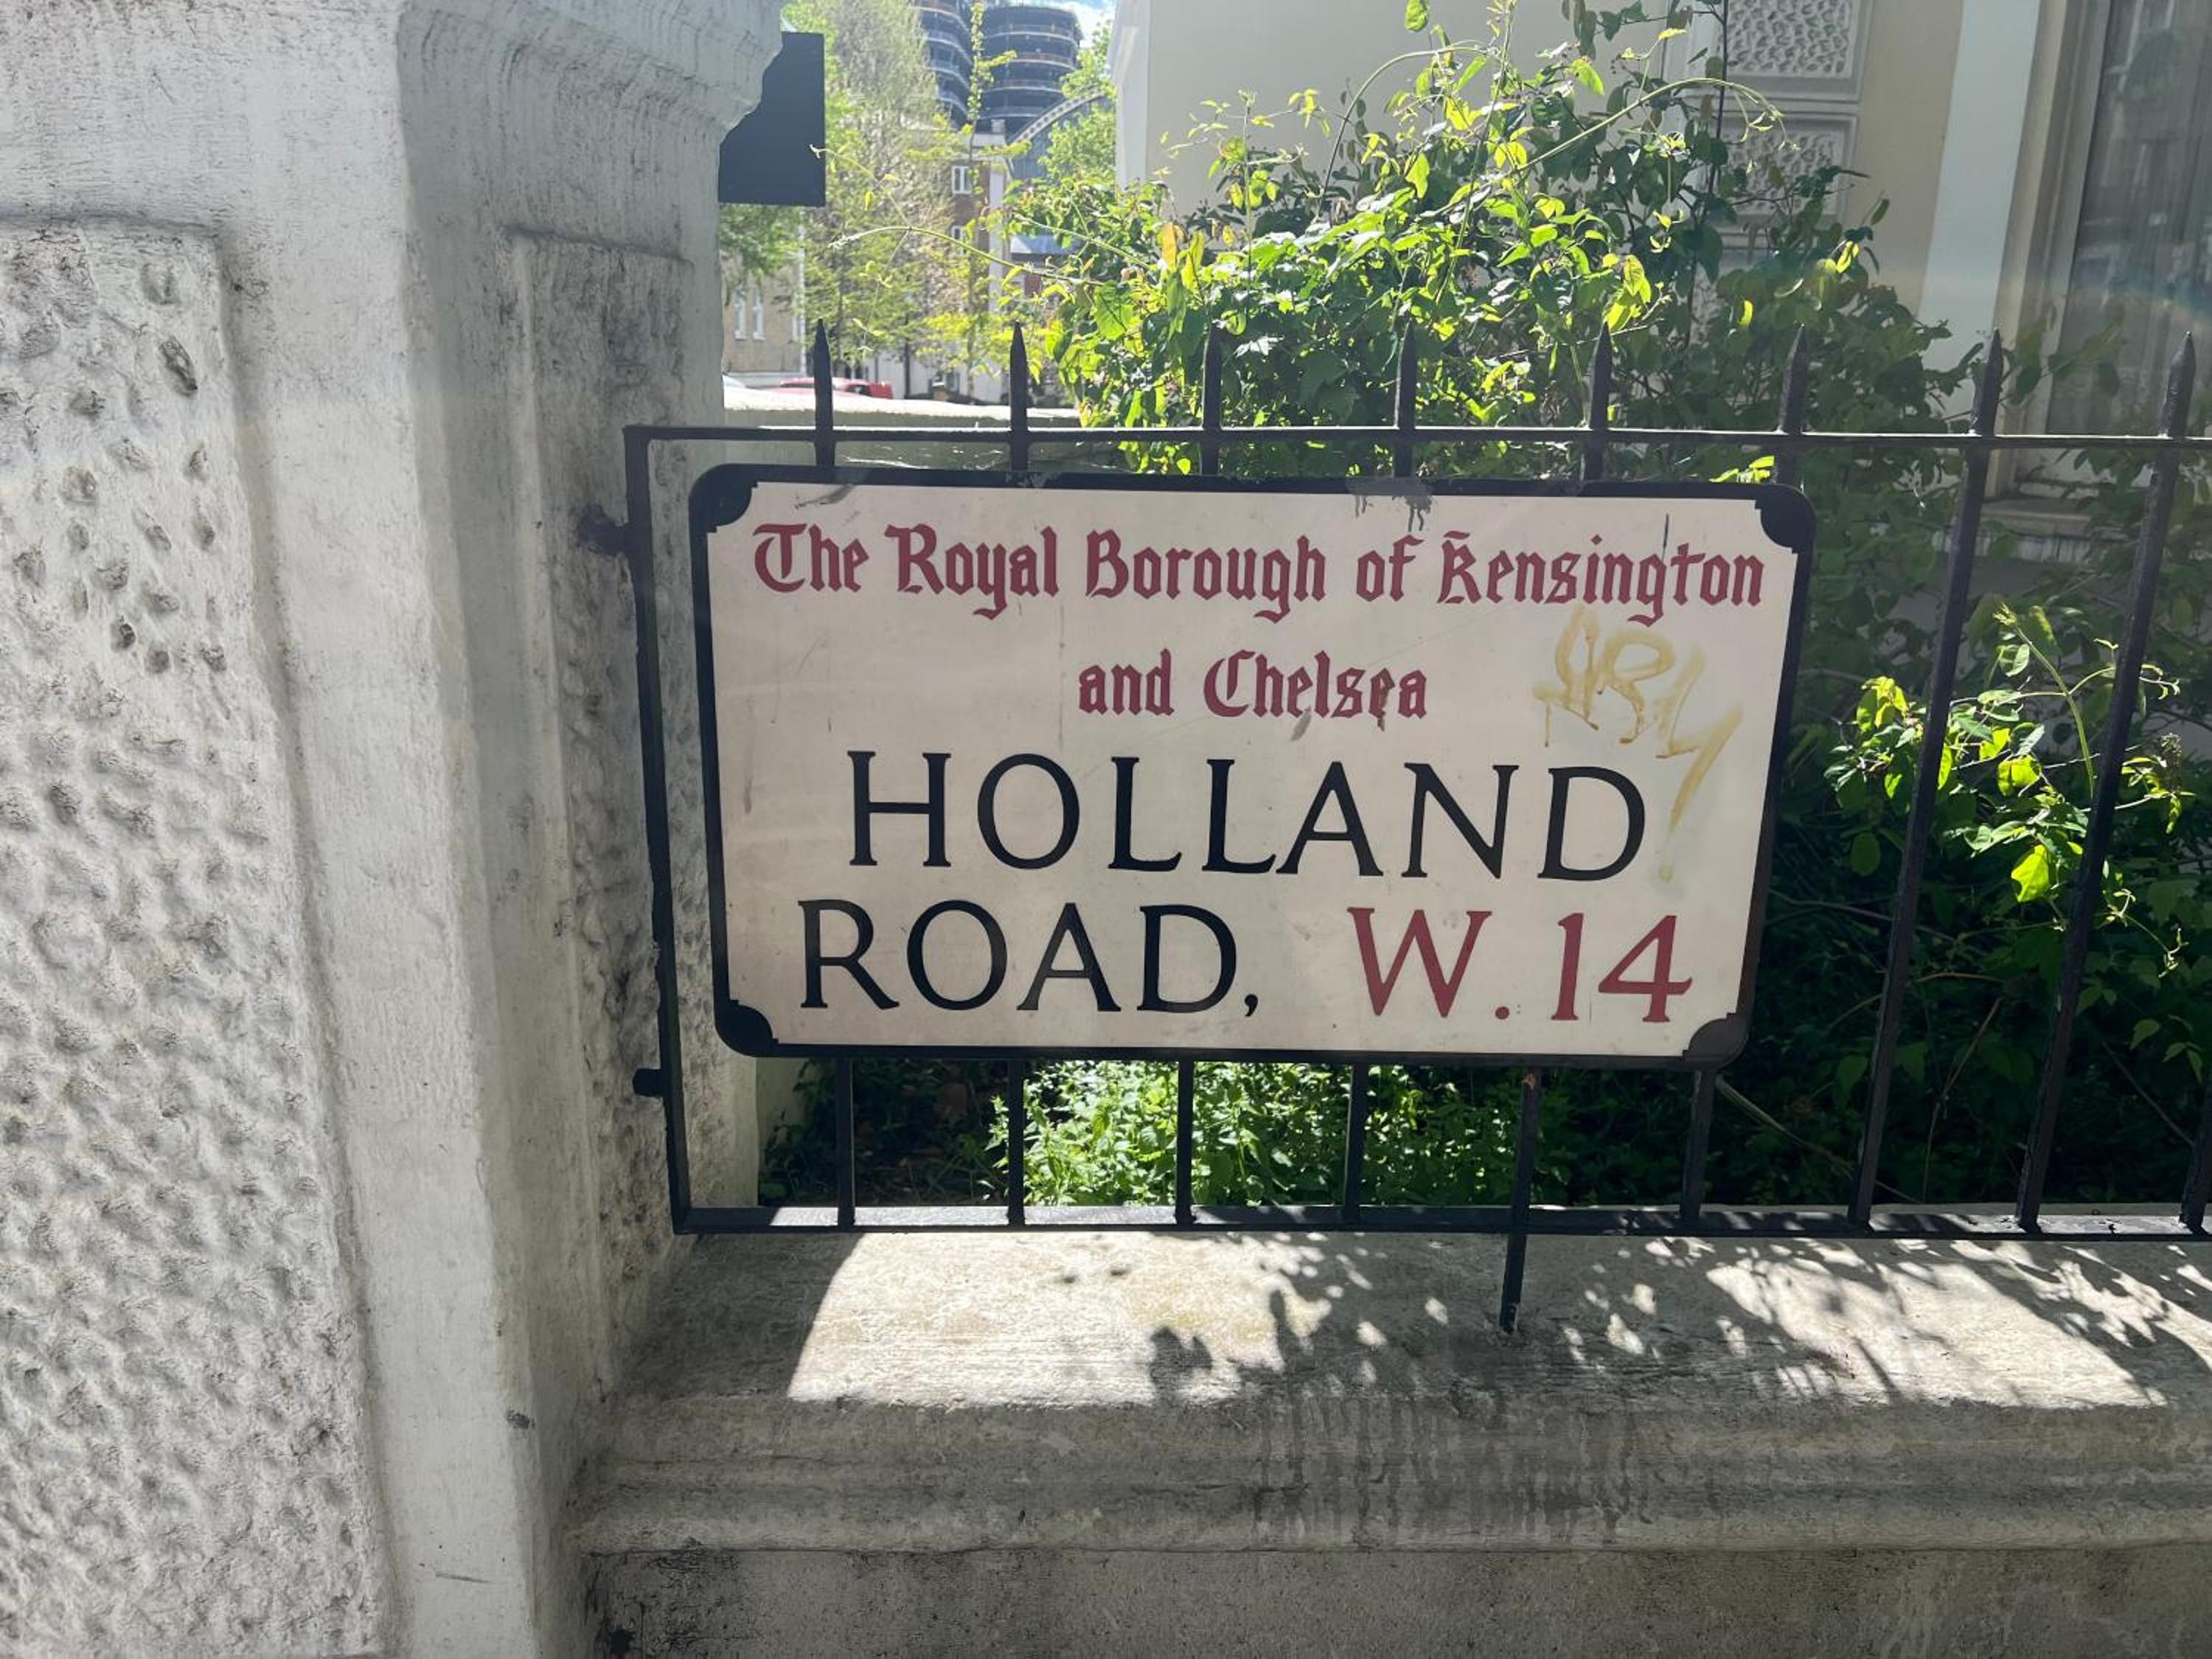 The Royal Borough of Kensington
and Chelsea
HOLLAND
ROAD, W.14